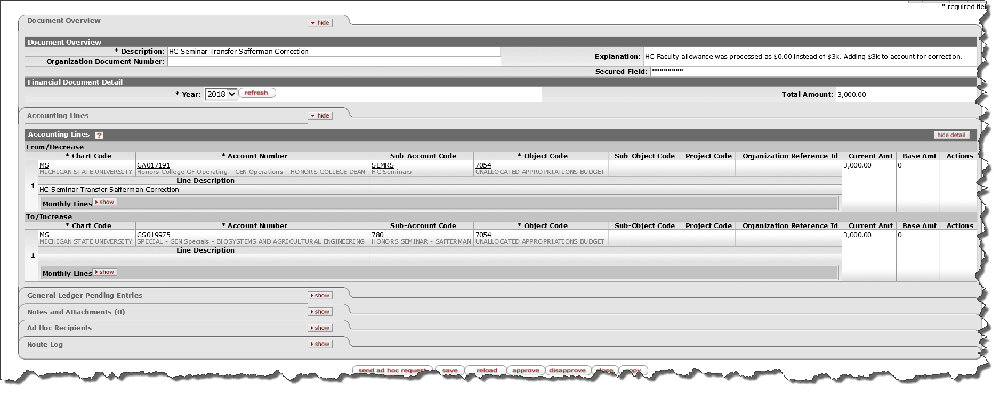 * required fiel
Document Overview hide
Document Overview
* Description: HC Seminar Transfer Safferman Correction
Organization Document Number:
Explanation: HC Faculty allowance was processed as $0.00 instead of $3k. Adding $3k to account for correction.
Secured Field: ********
Financial Document Detail
* Year: 2018 refresh Total Amount: 3,000.00
Accounting Lines hide
Accounting Lines ? hide detail
From/Decrease
* Chart Code * Account Number Sub-Account Code * Object Code Sub-Object Code Project Code Organization Reference Id Current Amt Base Amt Actions
MS GA017191 SEMRS 7054 3,000.00 0
MICHIGAN STATE UNIVERSITY Honors College GF Operating - GEN Operations - HONORS COLLEGE DEAN HC Seminars UNALLOCATED APPROPRIATIONS BUDGET
Line Description
1
HC Seminar Transfer Safferman Correction
Monthly Lines show
To/Increase
* Chart Code * Account Number Sub-Account Code * Object Code Sub-Object Code Project Code Organization Reference Id Current Amt Base Amt Actions
MS GS019975 780 7054 3,000.00 0
MICHIGAN STATE UNIVERSITY SPECIAL - GEN Specials - BIOSYSTEMS AND AGRICULTURAL ENGINEERING HONORS SEMINAR - SAFFERMAN UNALLOCATED APPROPRIATIONS BUDGET
Line Description
1
Monthly Lines show
General Ledger Pending Entries show
Notes and Attachments (0) show
Ad Hoc Recipients show
Route Log show
send ad hoc request save reload approve disapprove close copy